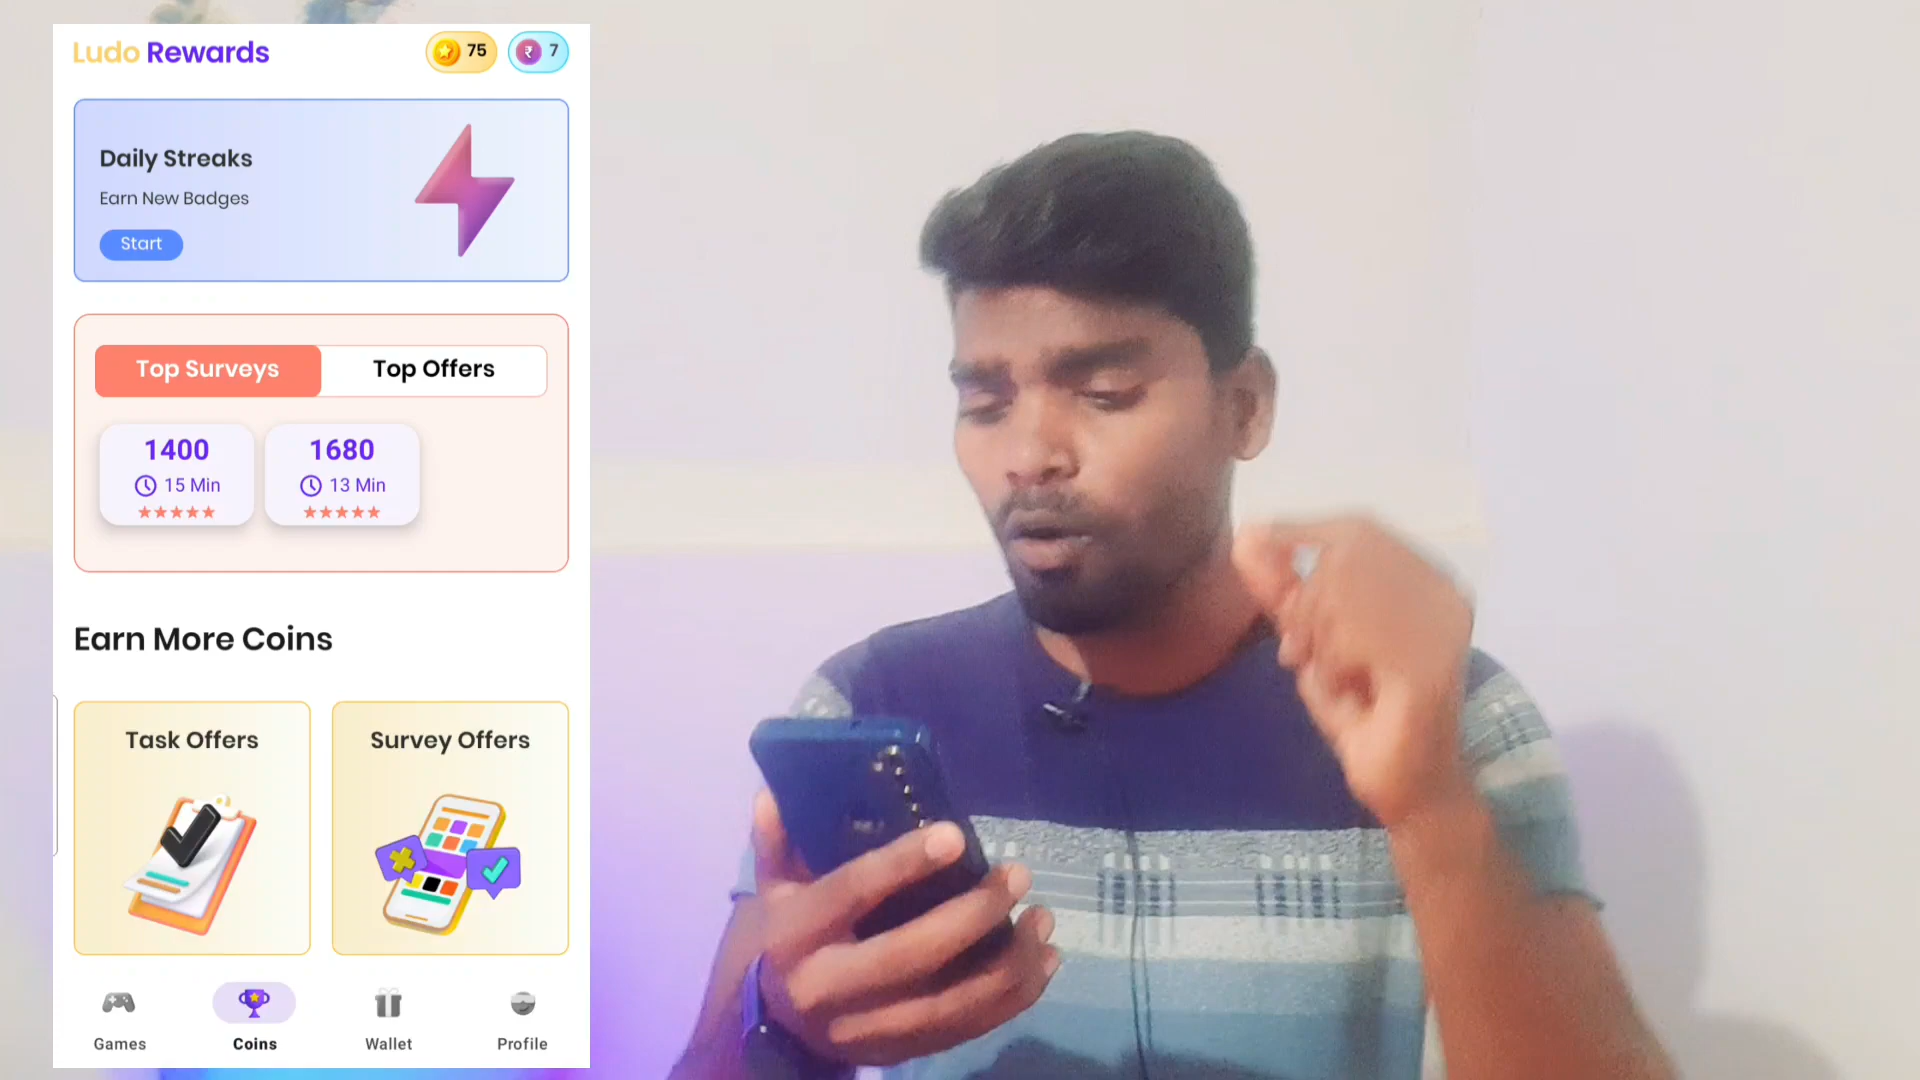 Ludo Rewards
75
₹ 7
Daily Streaks
Earn New Badges
Start
Top Surveys
Top Offers
1400
15 Min
1680
13 Min
Earn More Coins
Task Offers
Survey Offers
Games
Coins
Wallet
Profile